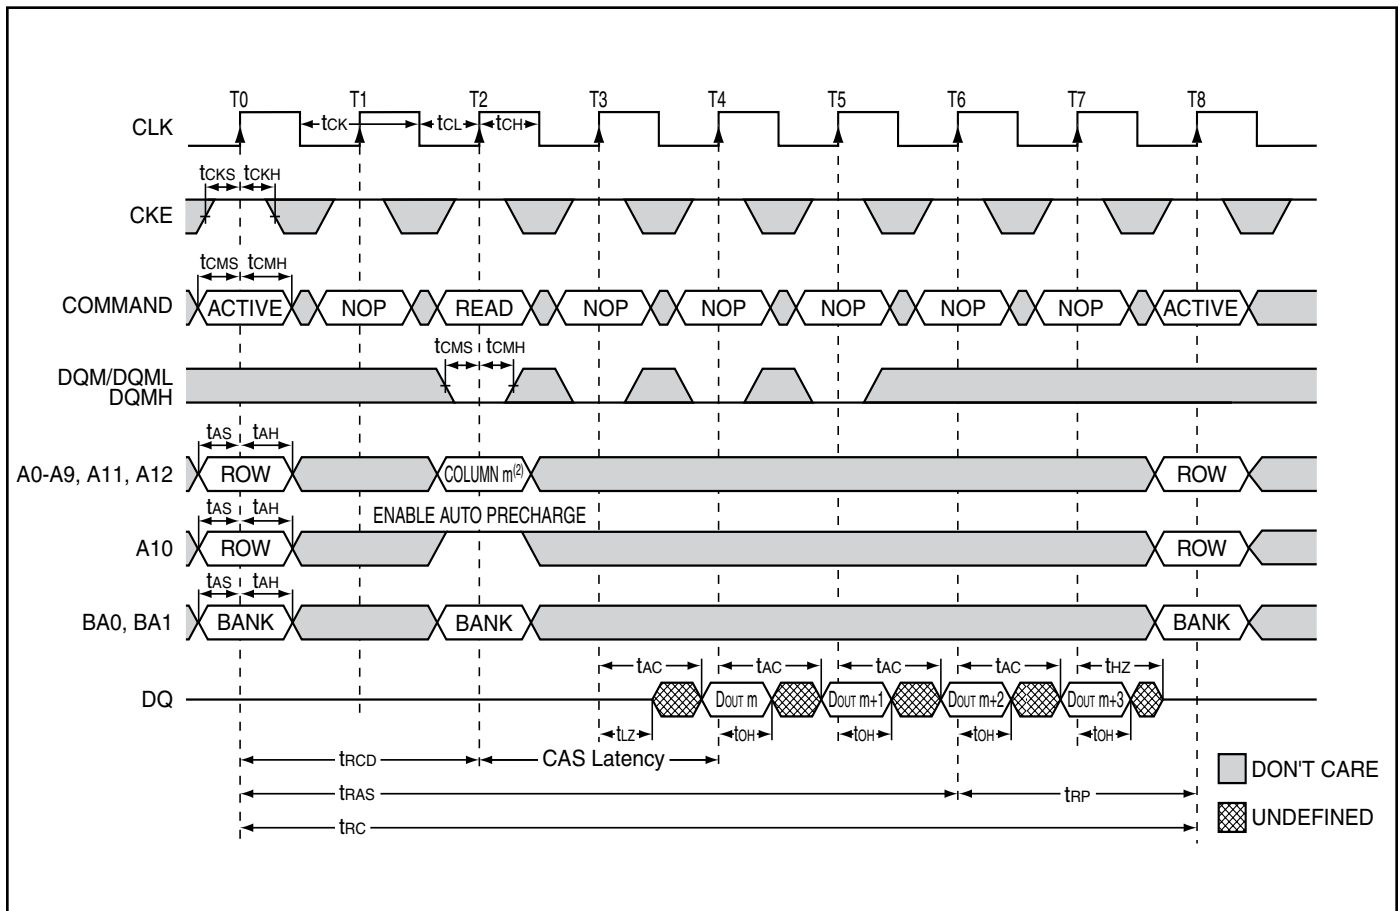 T0 T1 T2 T3 T4 T5 T6 T7 T8
CLK tCK tCL tCH
tCKS tCKH
CKE
tCMS tCMH
COMMAND ACTIVE NOP READ NOP NOP NOP NOP NOP ACTIVE
tCMS tCMH
DQM/DQML
DQMH
tAS tAH
A0-A9, A11, A12 ROW COLUMN m(2) ROW
tAS tAH ENABLE AUTO PRECHARGE
A10 ROW ROW
tAS tAH
BA0, BA1 BANK BANK BANK
tAC tAC tAC tAC tHZ
DQ DOUT m DOUT m+1 DOUT m+2 DOUT m+3
tLZ tOH tOH tOH tOH
tRCD CAS Latency
DON'T CARE
tRAS tRP
UNDEFINED
tRC